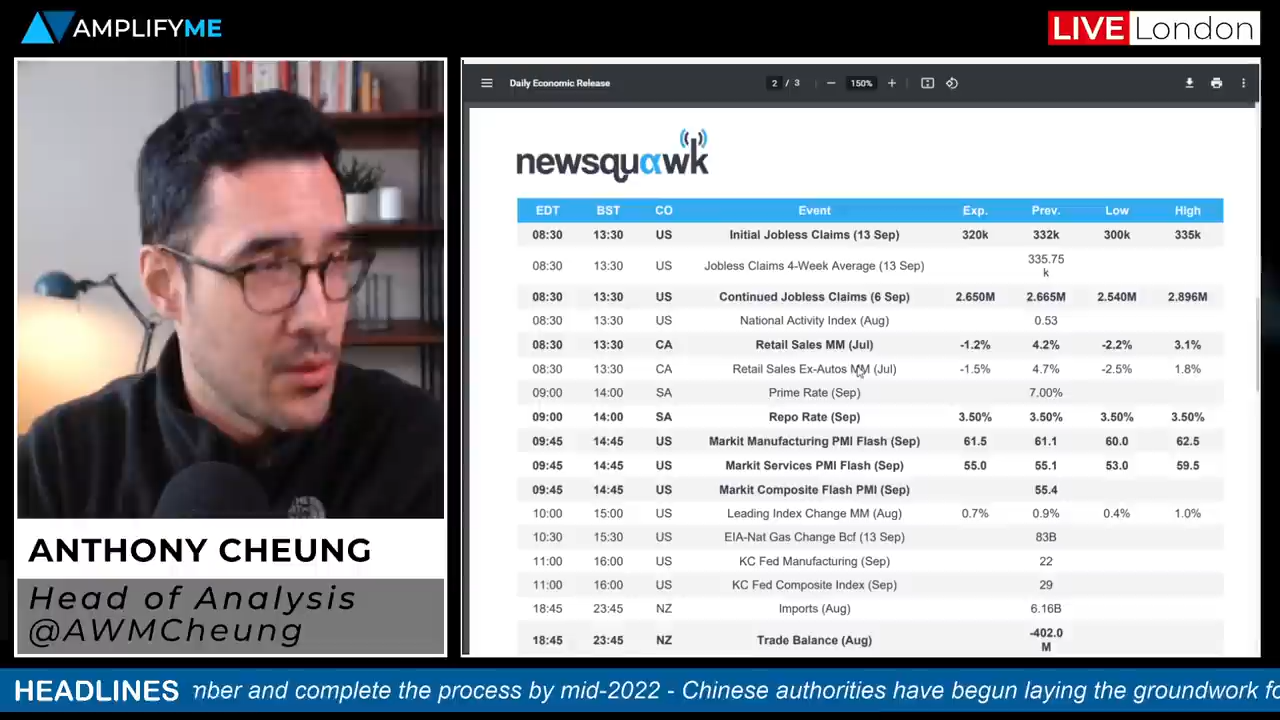 AMPLIFYME
LIVE London
Daily Economic Release
2 / 3
150%
newsquawk
EDT BST CO Event Exp. Prev. Low High
08:30 13:30 US Initial Jobless Claims (13 Sep) 320k 332k 300k 335k
08:30 13:30 US Jobless Claims 4-Week Average (13 Sep) 335.75
k
08:30 13:30 US Continued Jobless Claims (6 Sep) 2.650M 2.665M 2.540M 2.896M
08:30 13:30 US National Activity Index (Aug) 0.53
08:30 13:30 CA Retail Sales MM (Jul) -1.2% 4.2% -2.2% 3.1%
08:30 13:30 CA Retail Sales Ex-Autos MM (Jul) -1.5% 4.7% -2.5% 1.8%
09:00 14:00 SA Prime Rate (Sep) 7.00%
09:00 14:00 SA Repo Rate (Sep) 3.50% 3.50% 3.50% 3.50%
09:45 14:45 US Markit Manufacturing PMI Flash (Sep) 61.5 61.1 60.0 62.5
09:45 14:45 US Markit Services PMI Flash (Sep) 55.0 55.1 53.0 59.5
09:45 14:45 US Markit Composite Flash PMI (Sep) 55.4
10:00 15:00 US Leading Index Change MM (Aug) 0.7% 0.9% 0.4% 1.0%
10:30 15:30 US EIA-Nat Gas Change Bcf (13 Sep) 83B
11:00 16:00 US KC Fed Manufacturing (Sep) 22
11:00 16:00 US KC Fed Composite Index (Sep) 29
18:45 23:45 NZ Imports (Aug) 6.16B
18:45 23:45 NZ Trade Balance (Aug) -402.0
M
ANTHONY CHEUNG
Head of Analysis
@AWMCheung
HEADLINES mber and complete the process by mid-2022 - Chinese authorities have begun laying the groundwork fo